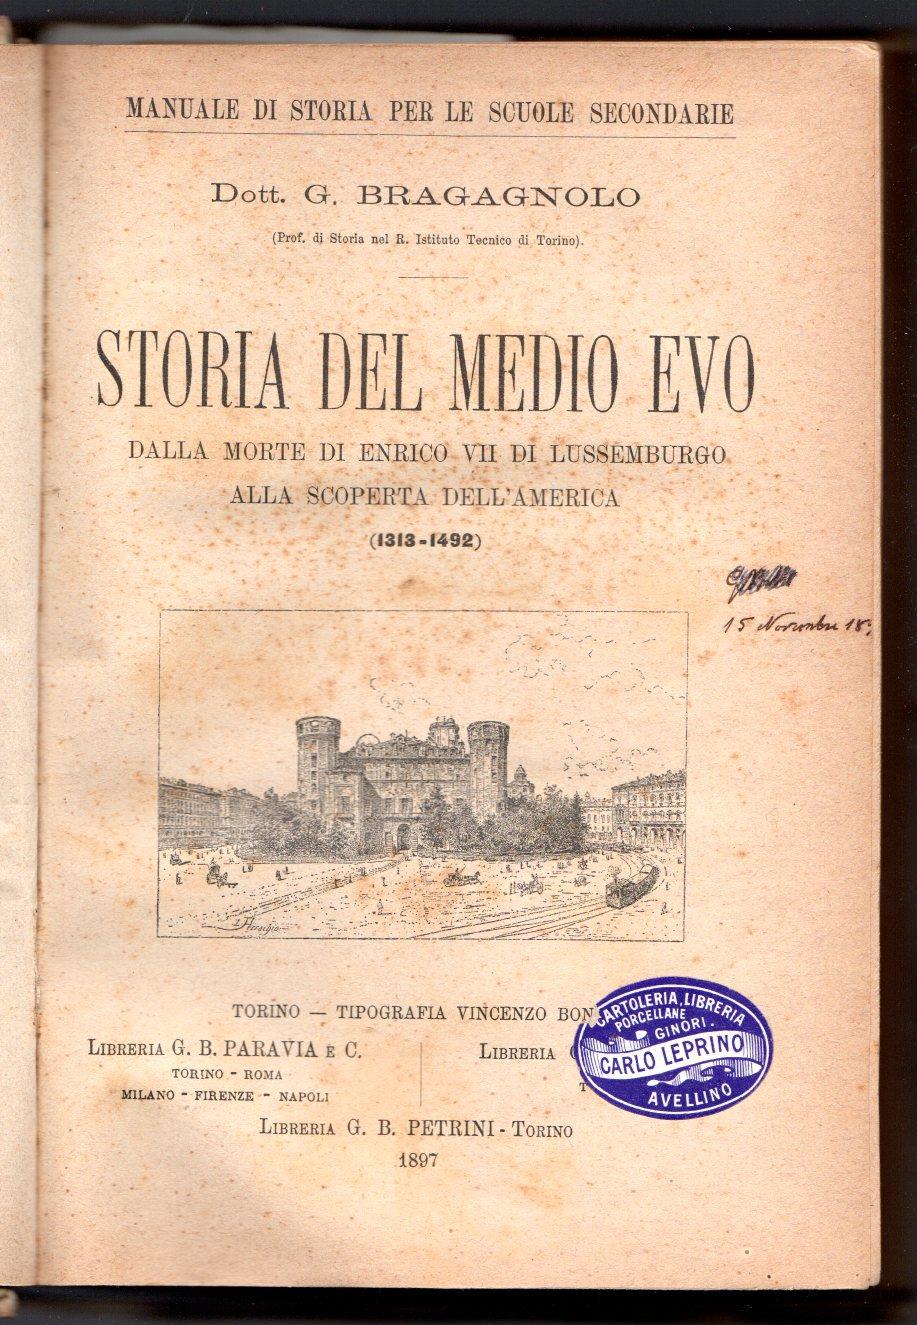 MANUALE DI STORIA PER LE SCUOLE SECONDARIE
Dott. G. BRAGAGNOLO
(Prof. di Storia nel R. Istituto Tecnico di Torino).
STORIA DEL MEDIO EVO
DALLA MORTE DI ENRICO VII DI LUSSEMBURGO
ALLA SCOPERTA DELL'AMERICA
(1313-1492)
15 Novembre 18
TORINO — TIPOGRAFIA VINCENZO BON
LIBRERIA G. B. PARAVIA E C.
TORINO - ROMA
MILANO - FIRENZE - NAPOLI
LIBRERIA
T
CARTOLERIA, LIBRERIA
PORCELLANE
GINORI.
CARLO LEPRINO
AVELLINO
LIBRERIA G. B. PETRINI - TORINO
1897